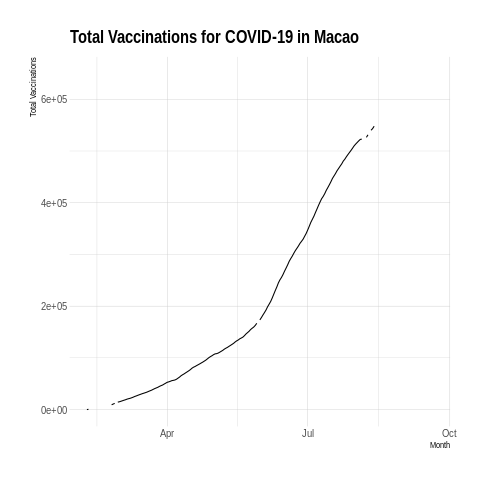 Total Vaccinations for COVID-19 in Macao
Total Vaccinations
6e+05
4e+05
2e+05
0e+00
Apr
Jul
Oct
Month